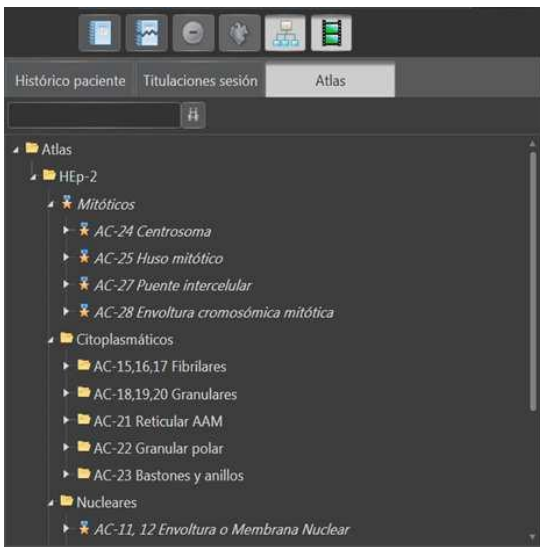 Histórico paciente Titulaciones sesión Atlas
Atlas
HEp-2
Mitóticos
AC-24 Centrosoma
AC-25 Huso mitótico
AC-27 Puente intercelular
AC-28 Envoltura cromosómica mitótica
Citoplasmáticos
AC-15,16,17 Fibrilares
AC-18,19,20 Granulares
AC-21 Reticular AAM
AC-22 Granular polar
AC-23 Bastones y anillos
Nucleares
AC-11, 12 Envoltura o Membrana Nuclear